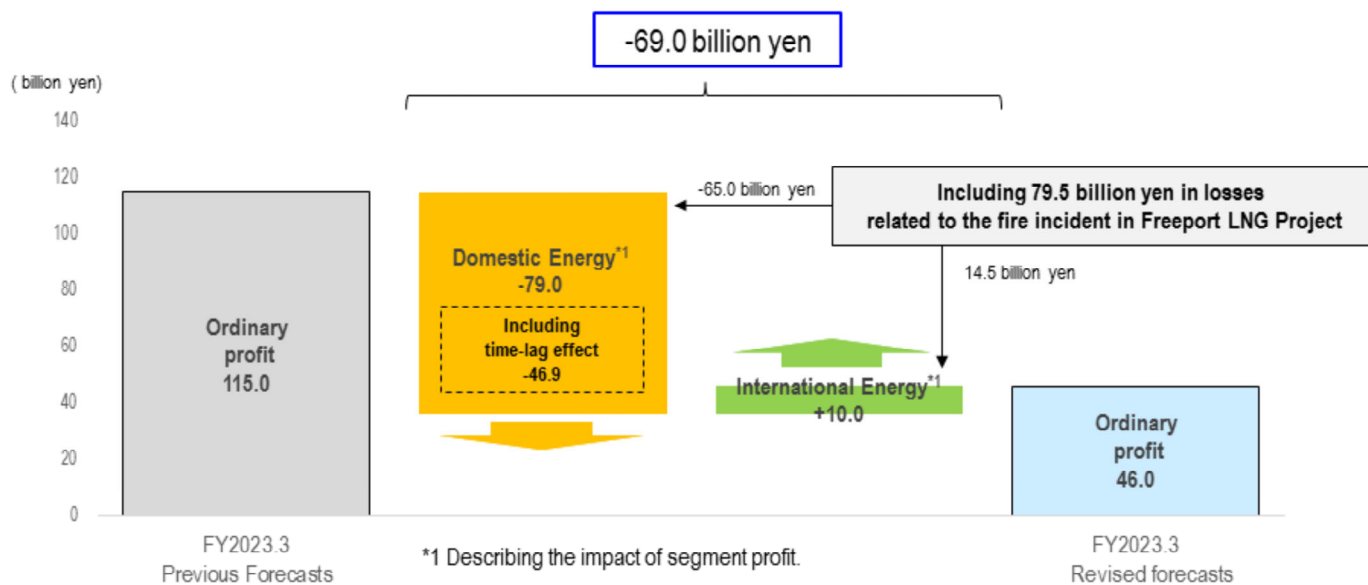 -69.0 billion yen
( billion yen)
140
120
100
80
60
40
20
0
Ordinary
profit
115.0
Domestic Energy*1
-79.0
Including
time-lag effect
-46.9
-65.0 billion yen
Including 79.5 billion yen in losses
related to the fire incident in Freeport LNG Project
14.5 billion yen
International Energy*1
+10.0
Ordinary
profit
46.0
FY2023.3
Previous Forecasts
*1 Describing the impact of segment profit.
FY2023.3
Revised forecasts